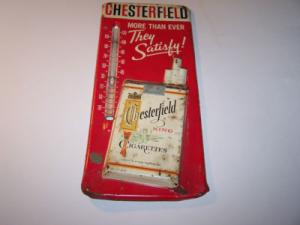 CHESTERFIELD
MORE THAN EVER
They
Satisfy!
Chesterfield
KING
CIGARETTES